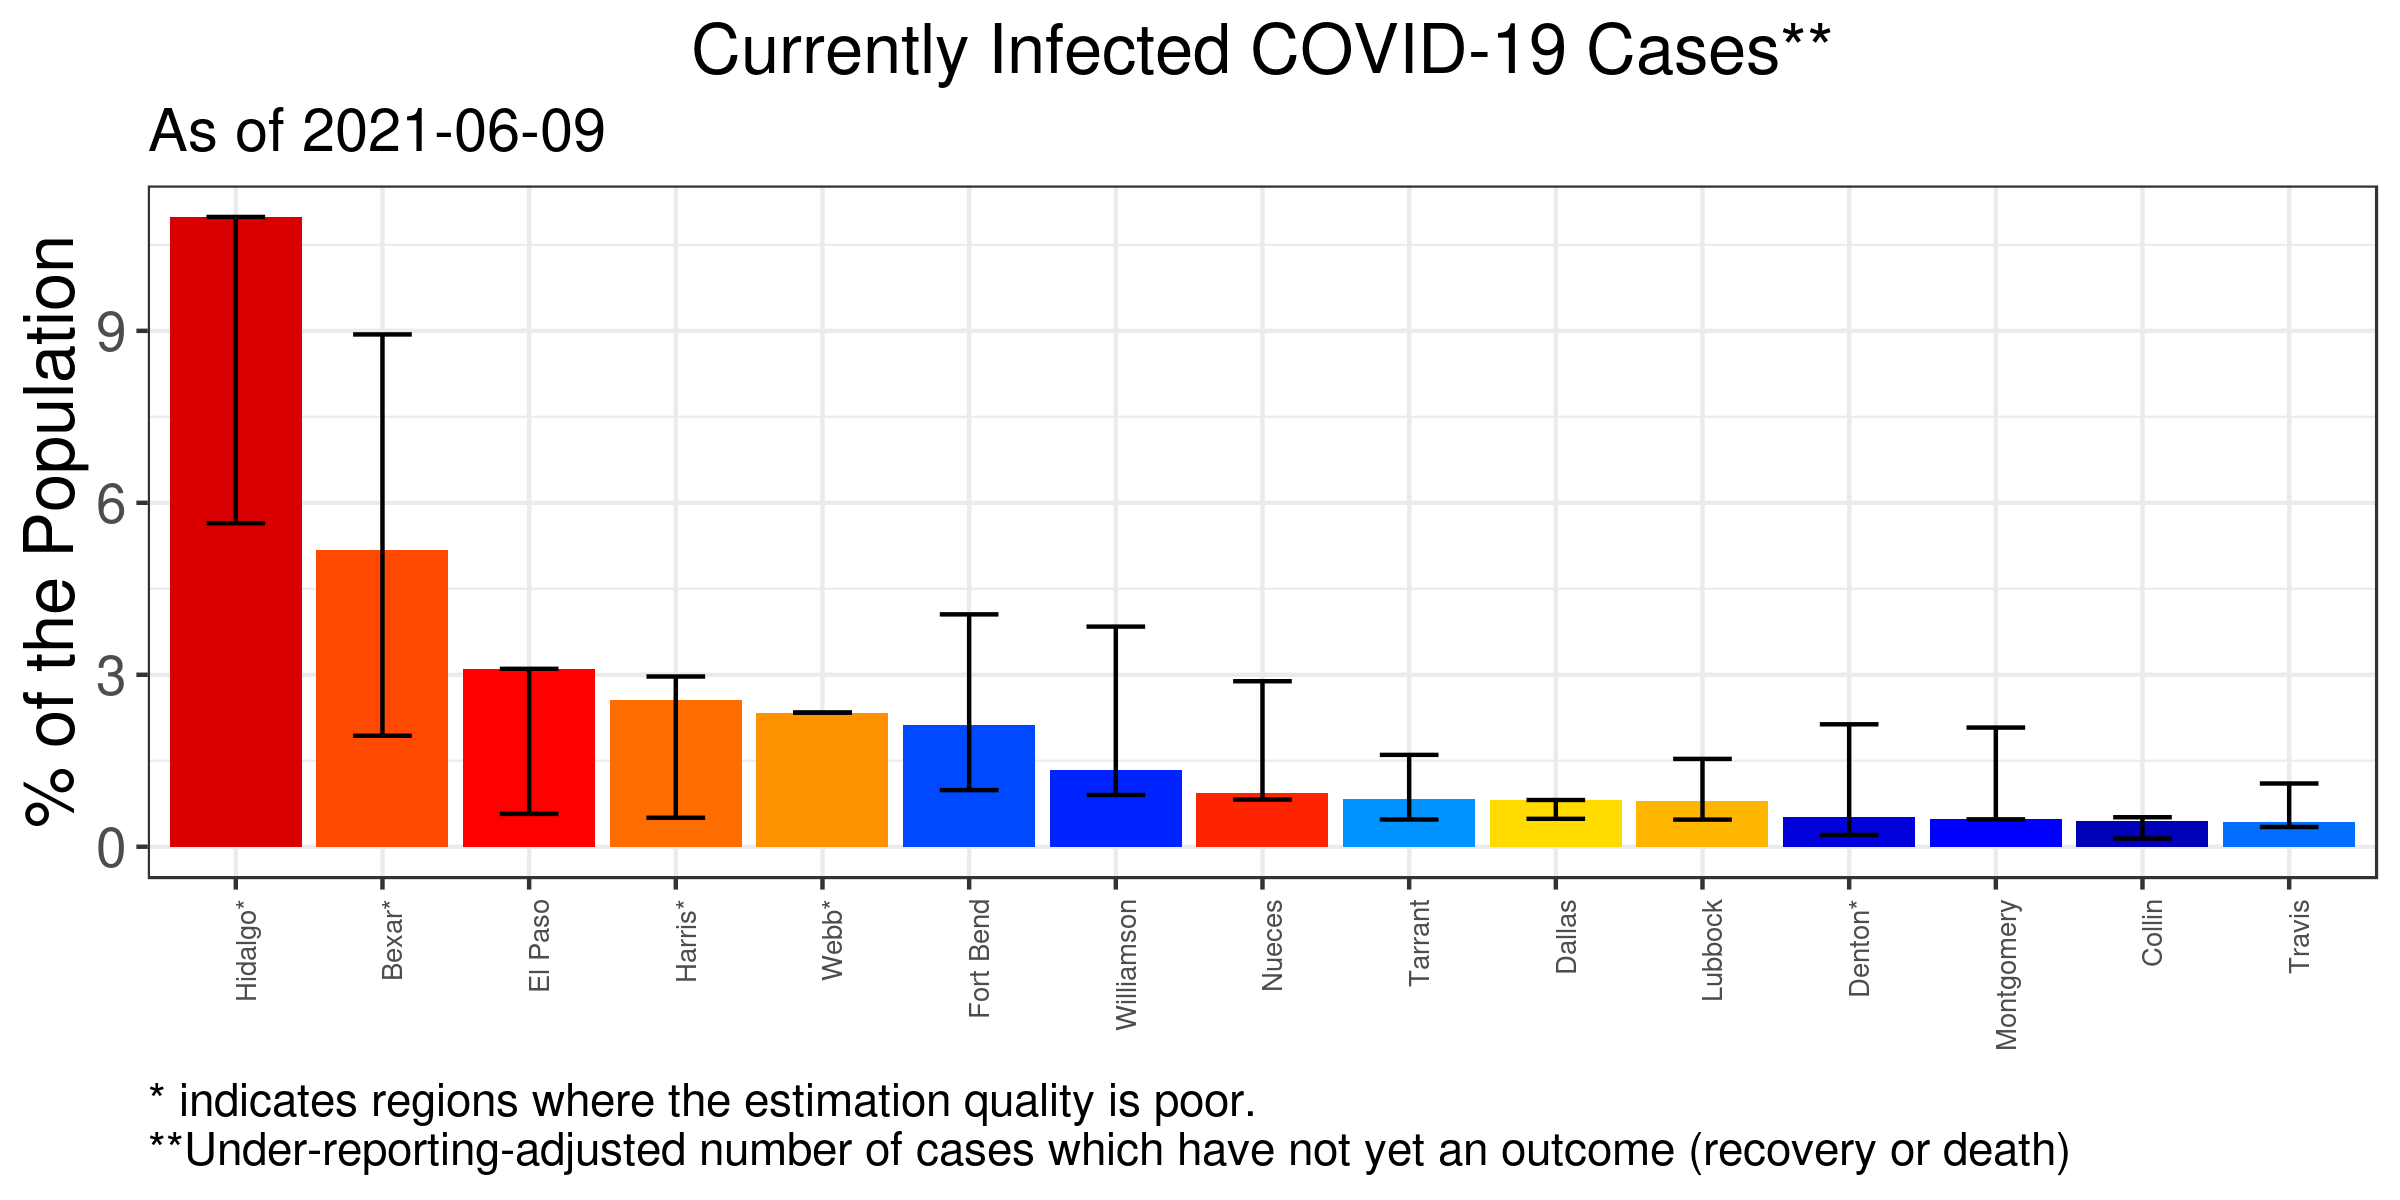 Currently Infected COVID-19 Cases**
As of 2021-06-09
% of the Population
9
6
3
0
Hidalgo*
Bexar*
El Paso
Harris*
Webb*
Fort Bend
Williamson
Nueces
Tarrant
Dallas
Lubbock
Denton*
Montgomery
Collin
Travis
* indicates regions where the estimation quality is poor.
**Under-reporting-adjusted number of cases which have not yet an outcome (recovery or death)